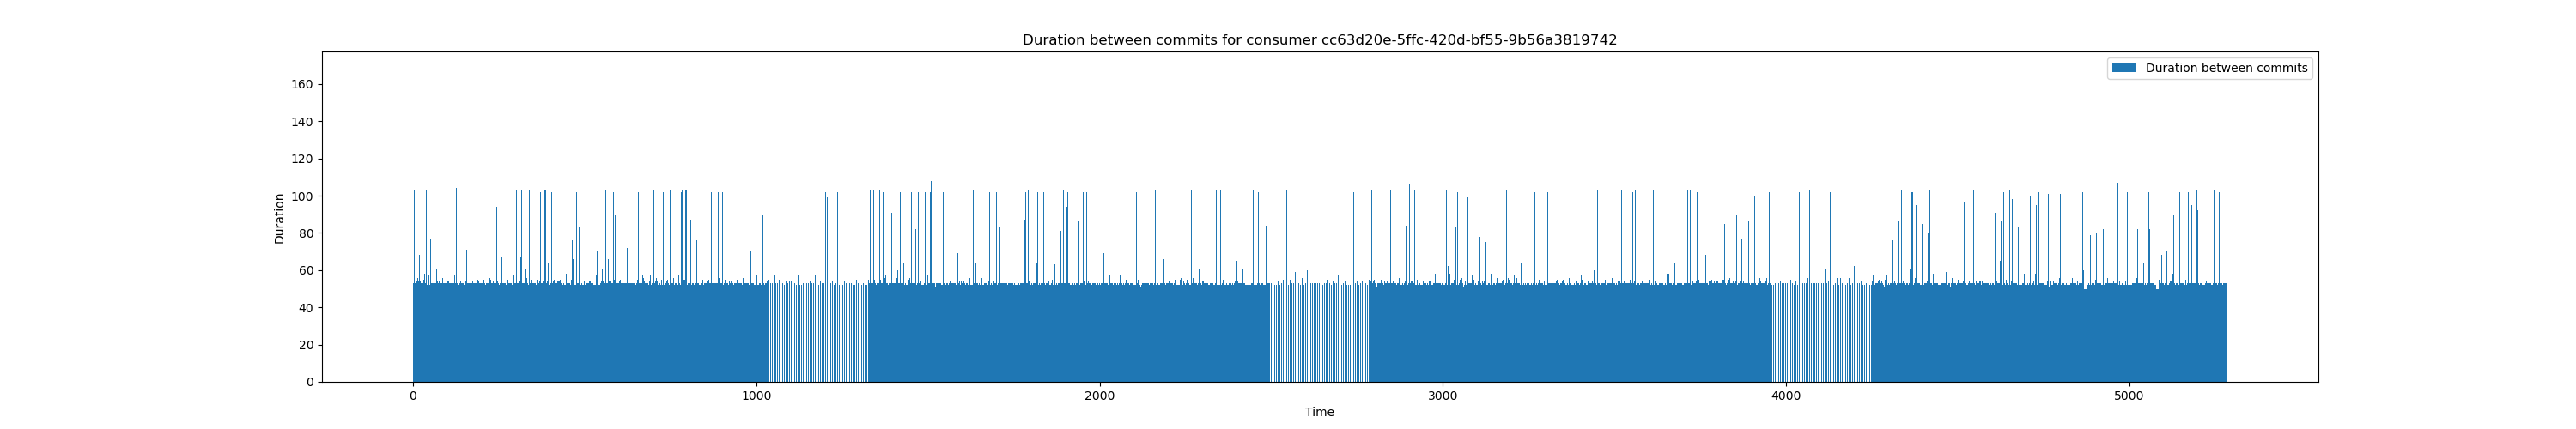 Duration between commits for consumer cc63d20e-5ffc-420d-bf55-9b56a3819742
Duration between commits
160
140
120
100
80
60
40
20
0
Duration
0 1000 2000 3000 4000 5000
Time